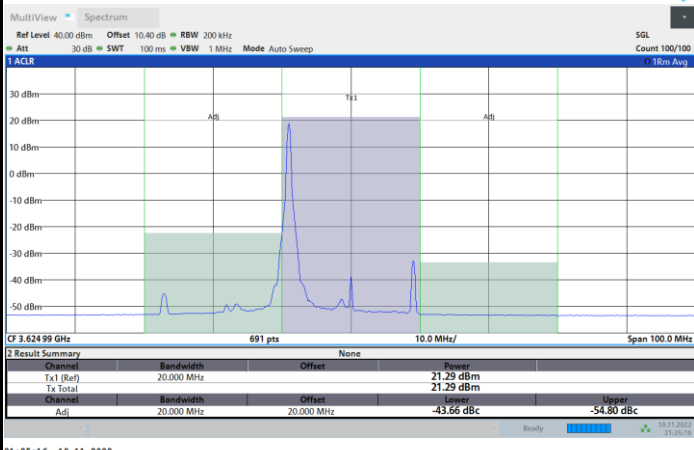 MultiView Spectrum
Ref Level 40.00 dBm Offset 10.40 dB RBW 200 kHz SGL
Att 30 dB SWT 100 ms VBW 1 MHz Mode Auto Sweep Count 100/100
1 ACLR 1Rm Avg
30 dBm
Tx1
20 dBm
Adj Adj
10 dBm
0 dBm
-10 dBm
-20 dBm
-30 dBm
-40 dBm
-50 dBm
CF 3.624 99 GHz 691 pts 10.0 MHz/ Span 100.0 MHz
2 Result Summary None
Channel Bandwidth Offset Power
Tx1 (Ref) 20.000 MHz 21.29 dBm
Tx Total 21.29 dBm
Channel Bandwidth Offset Lower Upper
Adj 20.000 MHz 20.000 MHz -43.66 dBc -54.80 dBc
Ready 10.11.2022
21:25:16